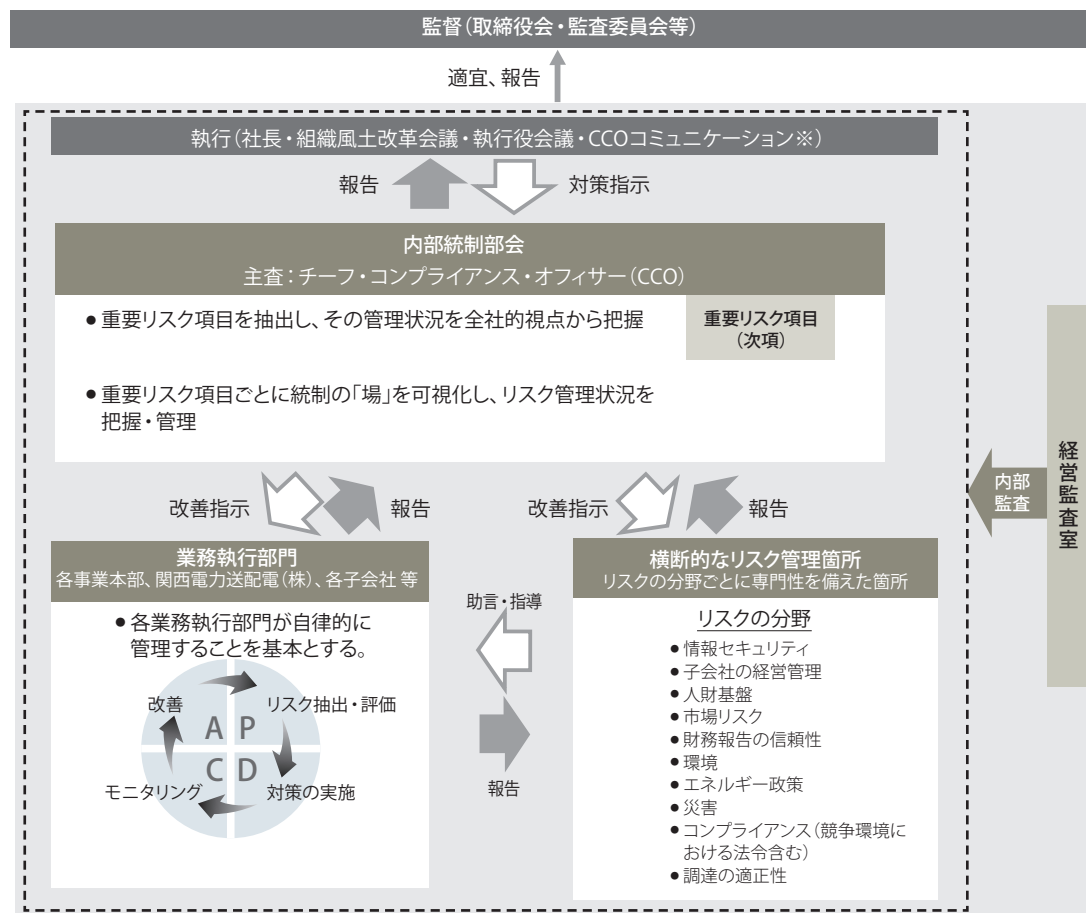 監督(取締役会・監査委員会等)
適宜、報告
執行(社長・組織風土改革会議・執行役会議・CCOコミュニケーション※)
報告
対策指示
内部統制部会
主査:チーフ・コンプライアンス・オフィサー(CCO)
●重要リスク項目を抽出し、その管理状況を全社的視点から把握
重要リスク項目
(次項)
●重要リスク項目ごとに統制の「場」を可視化し、リスク管理状況を
把握・管理
経営監査室
内部
監査
改善指示
報告
改善指示
報告
業務執行部門
各事業本部、関西電力送配電(株)、各子会社 等
●各業務執行部門が自律的に
管理することを基本とする。
改善
リスク抽出・評価
A P
C D
モニタリング
対策の実施
助言・指導
報告
横断的なリスク管理箇所
リスクの分野ごとに専門性を備えた箇所
リスクの分野
●情報セキュリティ
●子会社の経営管理
●人財基盤
●市場リスク
●財務報告の信頼性
●環境
●エネルギー政策
●災害
●コンプライアンス(競争環境に
おける法令含む)
●調達の適正性